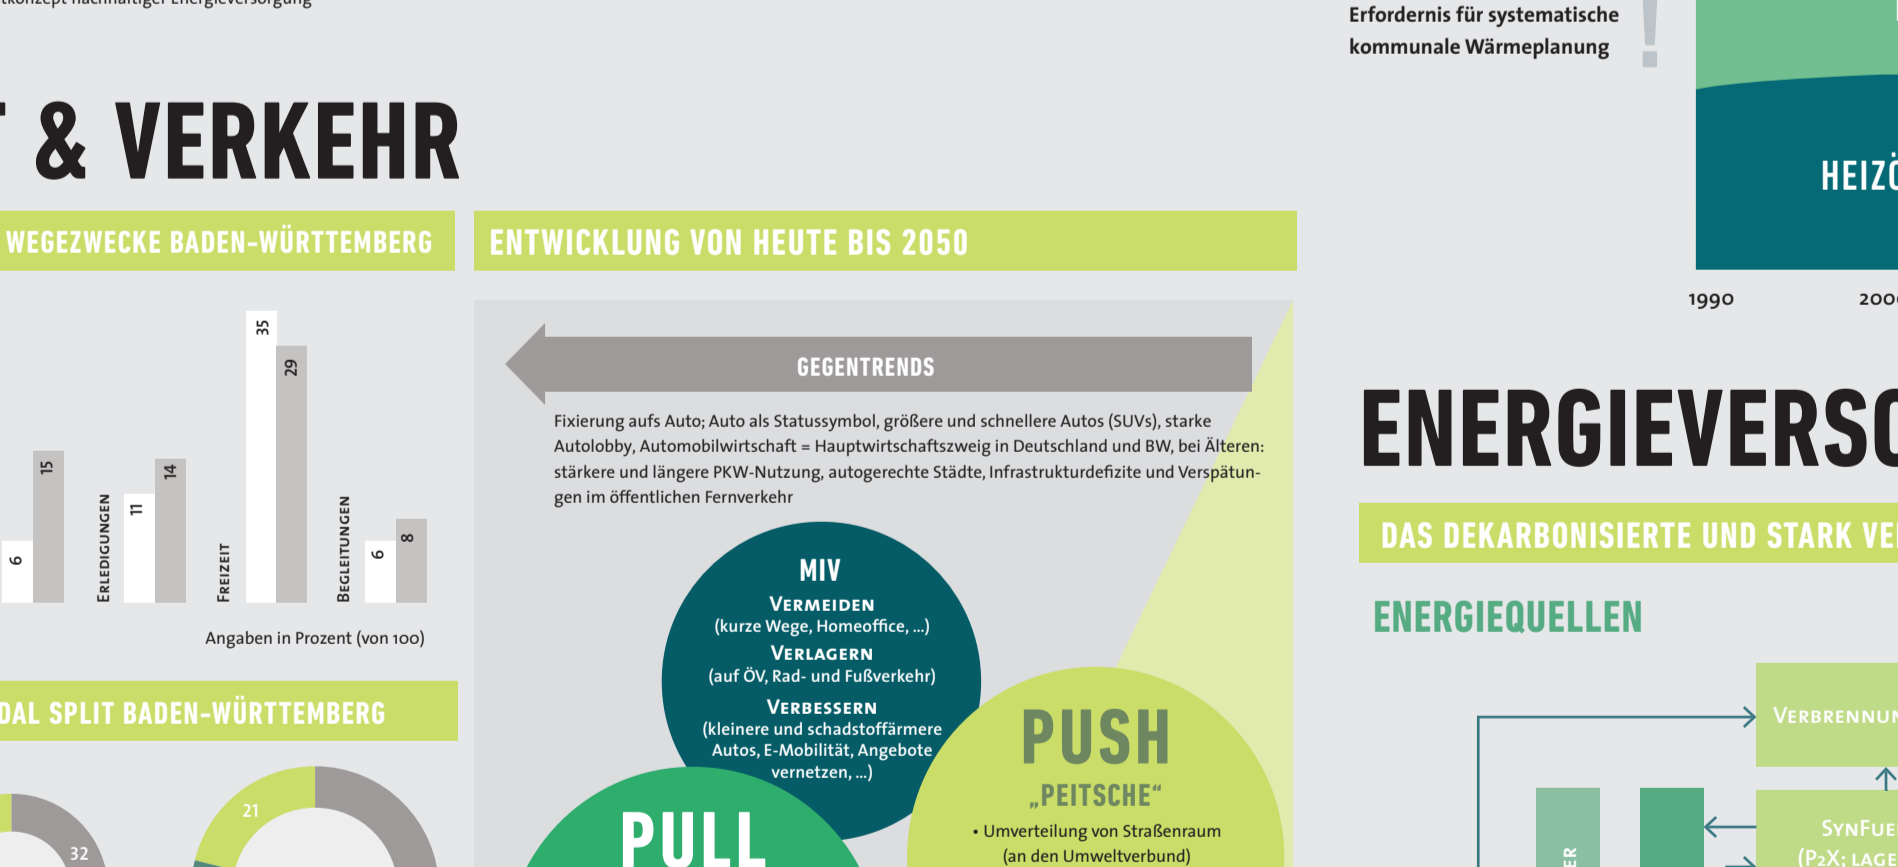 nachhaltiger Energieversorgung
& VERKEHR
WEGEZWECKE BADEN-WÜRTTEMBERG
6
15
ERLEDIGUNGEN
11
14
FREIZEIT
35
29
BEGLEITUNGEN
6
8
Angaben in Prozent (von 100)
SPLIT BADEN-WÜRTTEMBERG
32
21
ENTWICKLUNG VON HEUTE BIS 2050
GEGENTRENDS
Fixierung aufs Auto; Auto als Statussymbol, größere und schnellere Autos (SUVs), starke
Autolobby, Automobilwirtschaft = Hauptwirtschaftszweig in Deutschland und BW, bei Älteren:
stärkere und längere PKW-Nutzung, autogerechte Städte, Infrastrukturdefizite und Verspätun-
gen im öffentlichen Fernverkehr
MIV
VERMEIDEN
(kurze Wege, Homeoffice, ...)
VERLAGERN
(auf ÖV, Rad- und Fußverkehr)
VERBESSERN
(kleinere und schadstoffärmere
Autos, E-Mobilität, Angebote
vernetzen, ...)
PULL
PUSH
„PEITSCHE“
• Umverteilung von Straßenraum
(an den Umweltverbund)
Erfordernis für systematische
kommunale Wärmeplanung
!
1990
DAS DEKARBONISIERTE UND STARK
ENERGIEQUELLEN
(P2X;